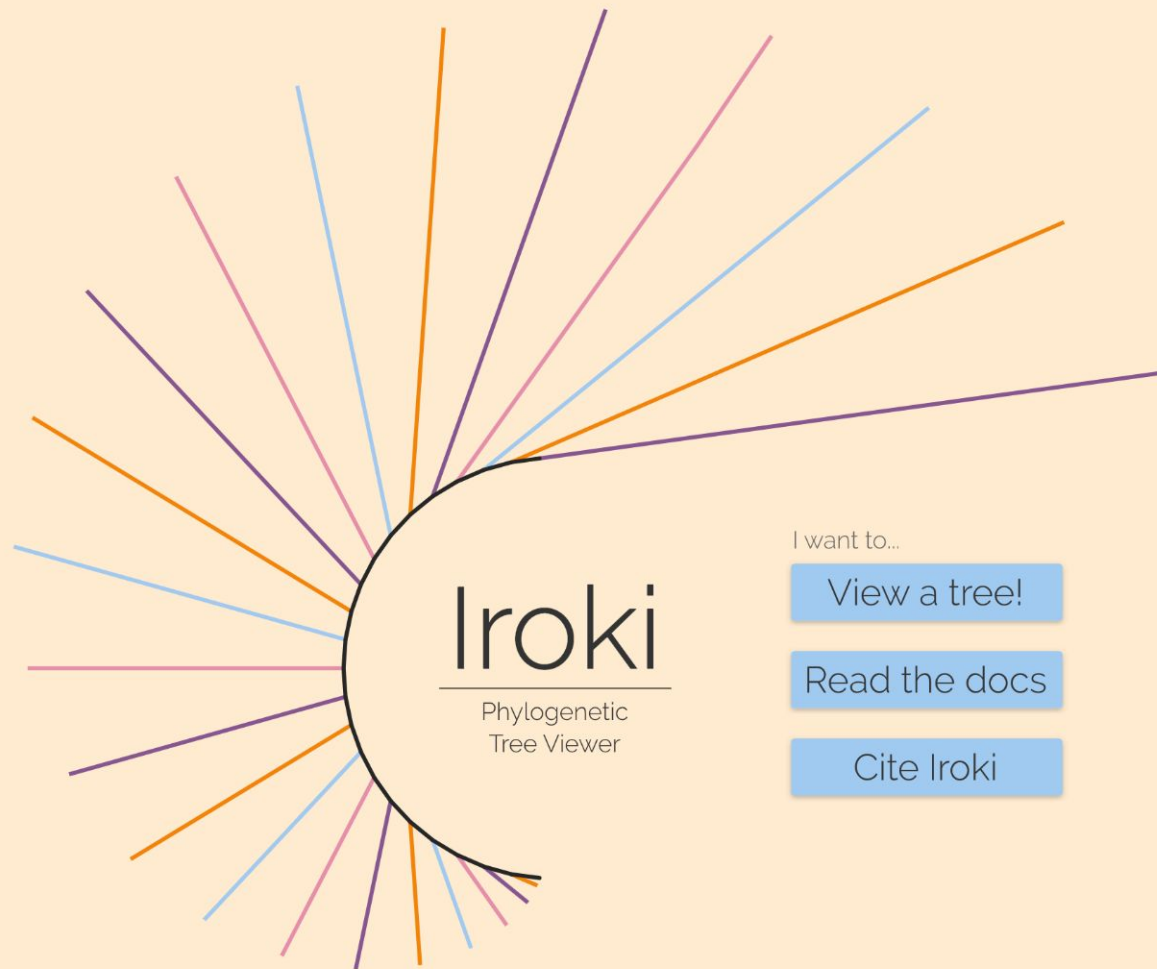 Iroki
Phylogenetic
Tree Viewer
I want to...
View a tree!
Read the docs
Cite Iroki